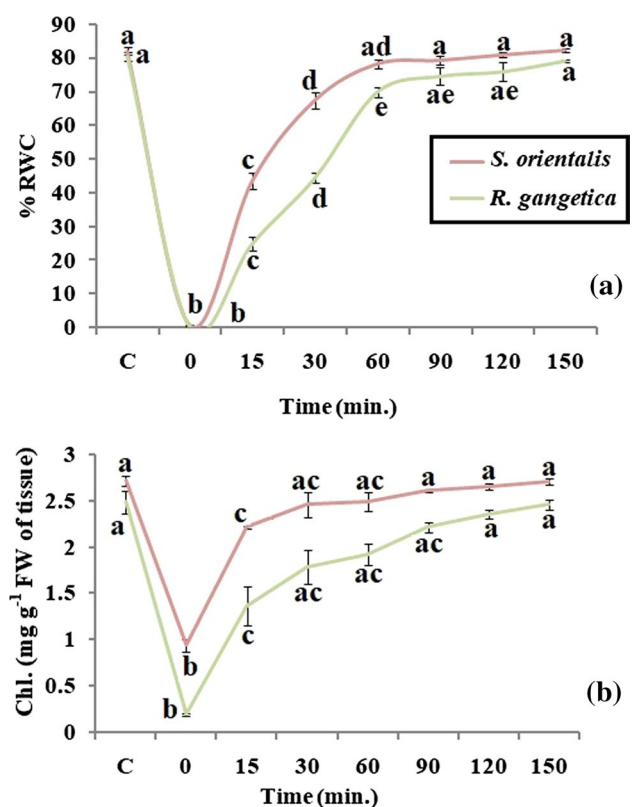 90
80
70
60
50
40
30
20
10
0
% RWC
a
a
b
b
c
c
d
d
ad
e
a
ae
a
ae
a
a
S. orientalis
R. gangetica
(a)
C 0 15 30 60 90 120 150
Time (min.)
3
2.5
2
1.5
1
0.5
0
Chl. (mg g⁻¹ FW of tissue)
a
a
b
b
c
c
ac
ac
ac
ac
a
ac
a
a
a
a
(b)
C 0 15 30 60 90 120 150
Time (min.)